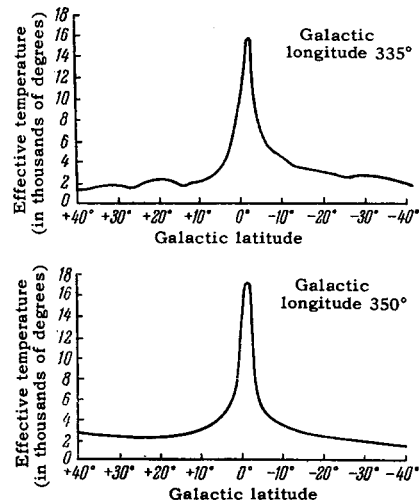 Effective temperature
(in thousands of degrees)
18
16
14
12
10
8
6
4
2
0
Galactic
longitude 335°
+40° +30° +20° +10° 0° -10° -20° -30° -40°
Galactic latitude
Effective temperature
(in thousands of degrees)
18
16
14
12
10
8
6
4
2
0
Galactic
longitude 350°
+40° +30° +20° +10° 0° -10° -20° -30° -40°
Galactic latitude